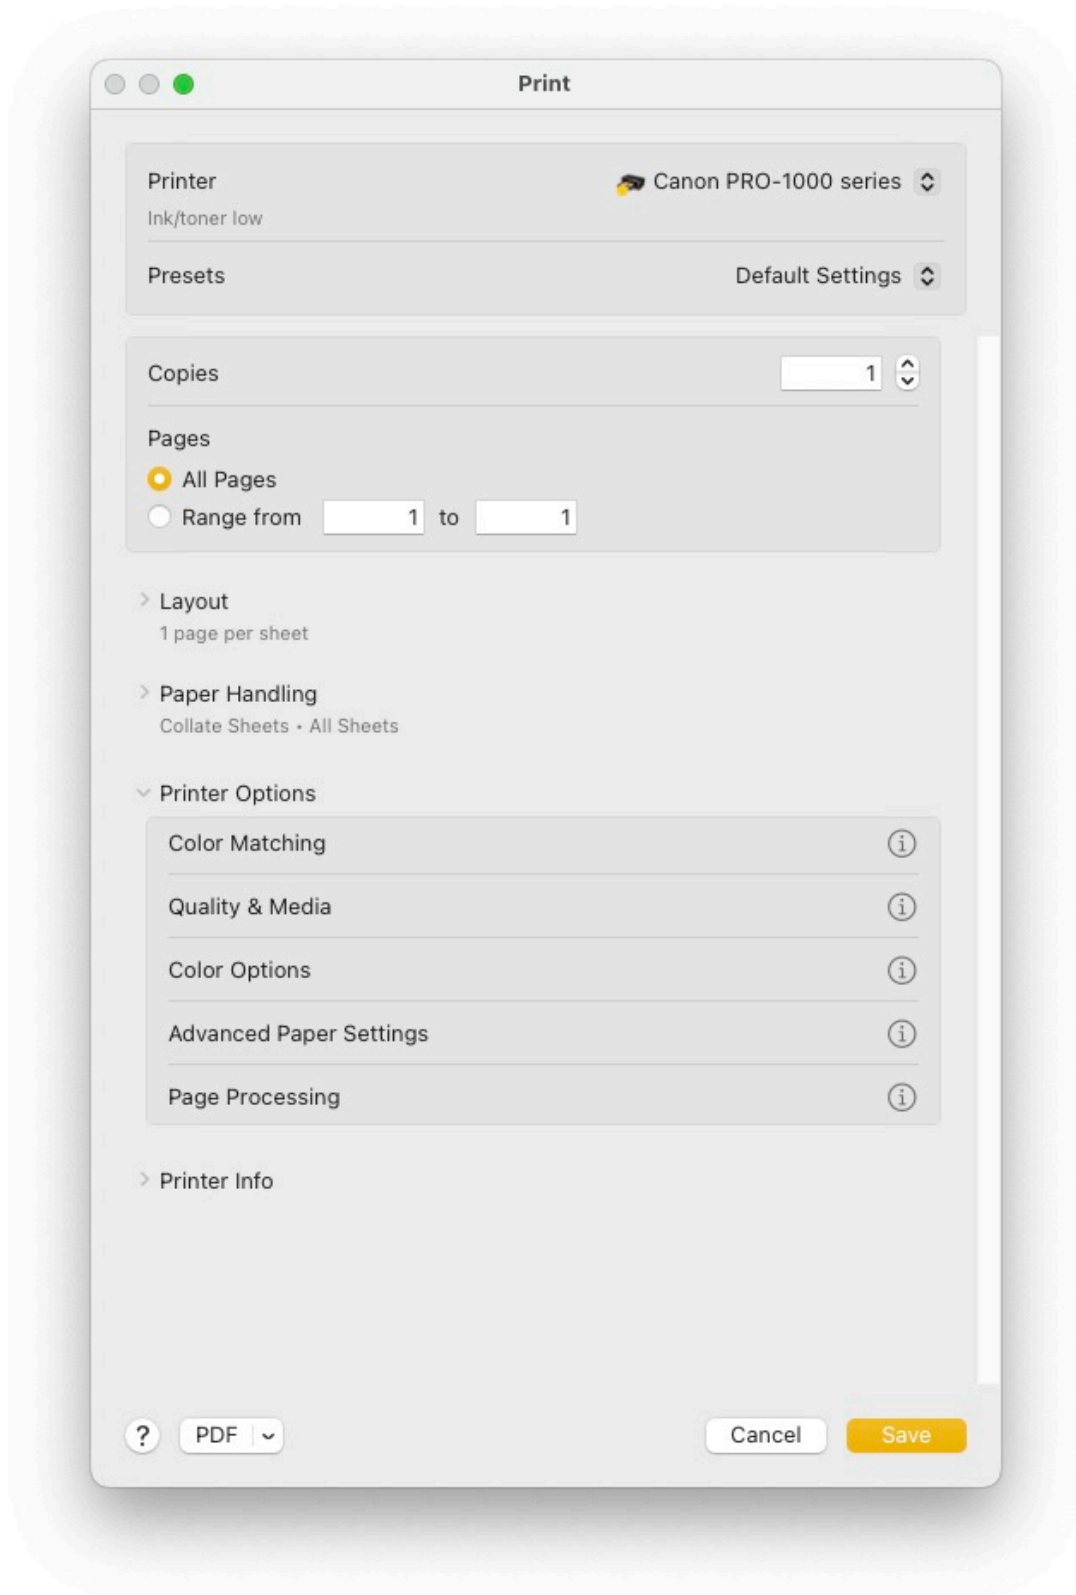 Print
Printer Canon PRO-1000 series
Ink/toner low
Presets Default Settings
Copies 1
Pages
All Pages
Range from 1 to 1
Layout
1 page per sheet
Paper Handling
Collate Sheets • All Sheets
Printer Options
Color Matching
Quality & Media
Color Options
Advanced Paper Settings
Page Processing
Printer Info
? PDF Cancel Save